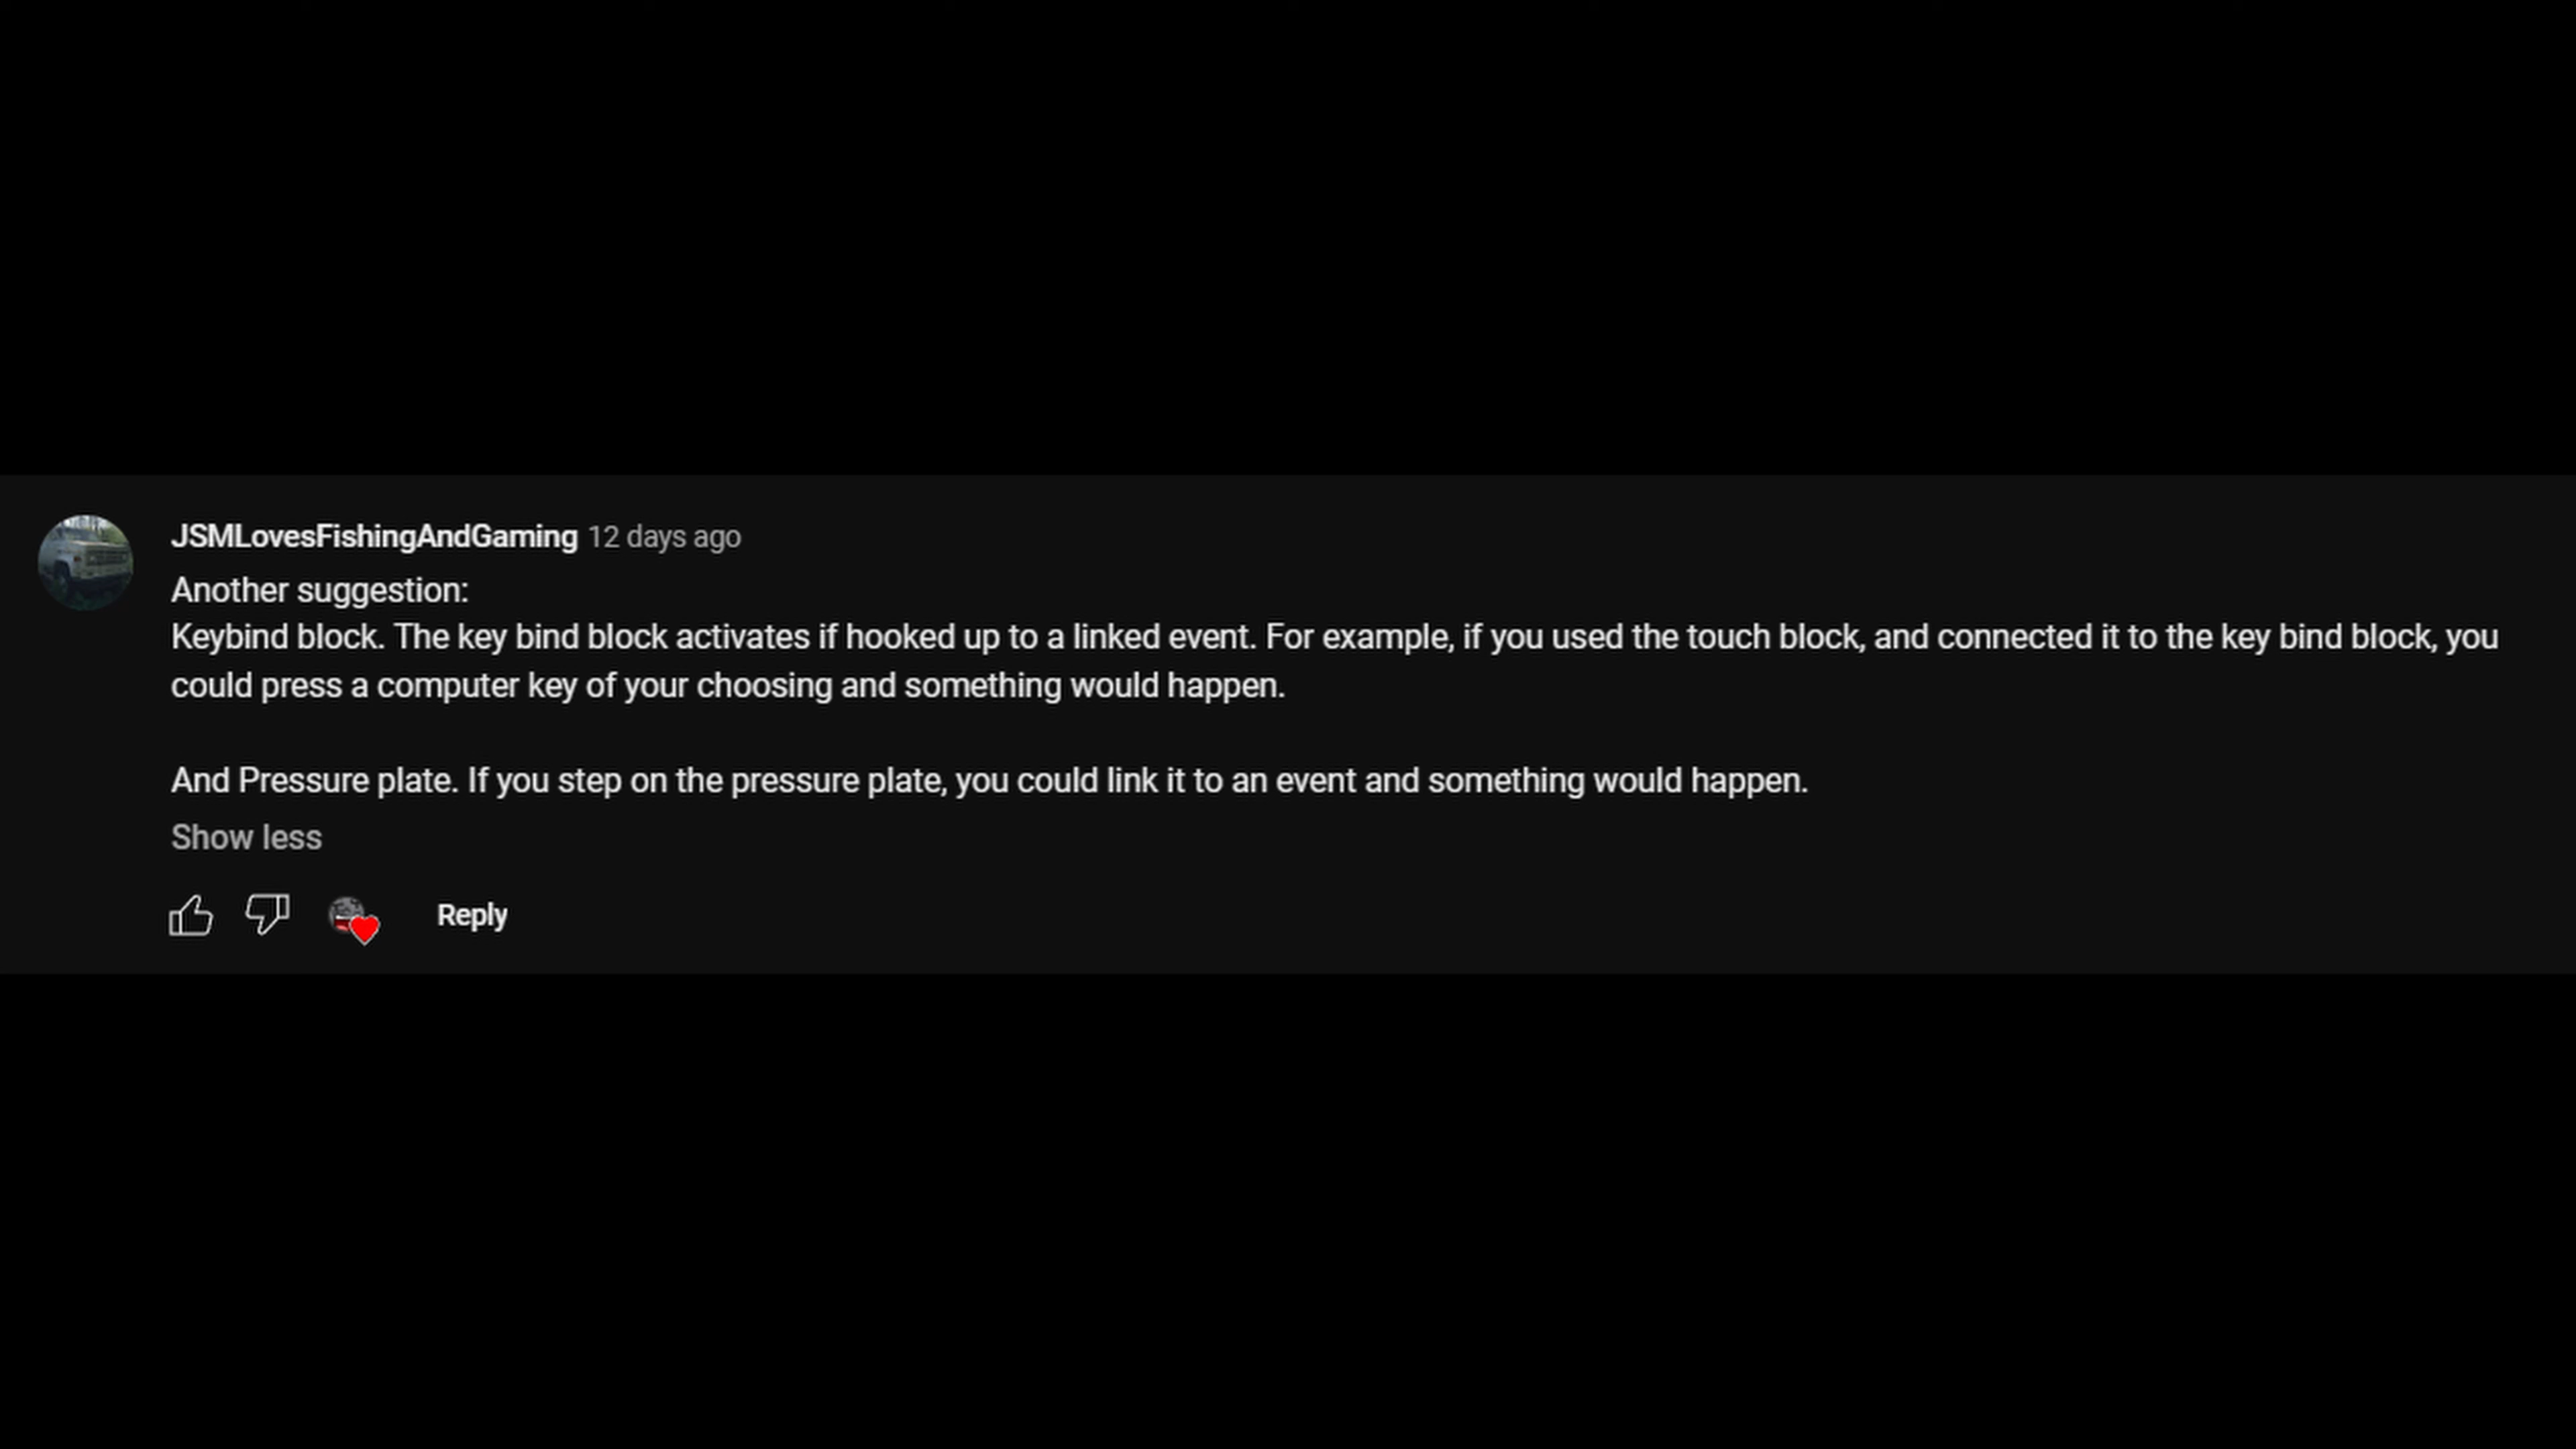 JSMLovesFishingAndGaming 12 days ago
Another suggestion:
Keybind block. The key bind block activates if hooked up to a linked event. For example, if you used the touch block, and connected it to the key bind block, you
could press a computer key of your choosing and something would happen.
And Pressure plate. If you step on the pressure plate, you could link it to an event and something would happen.
Show less
Reply